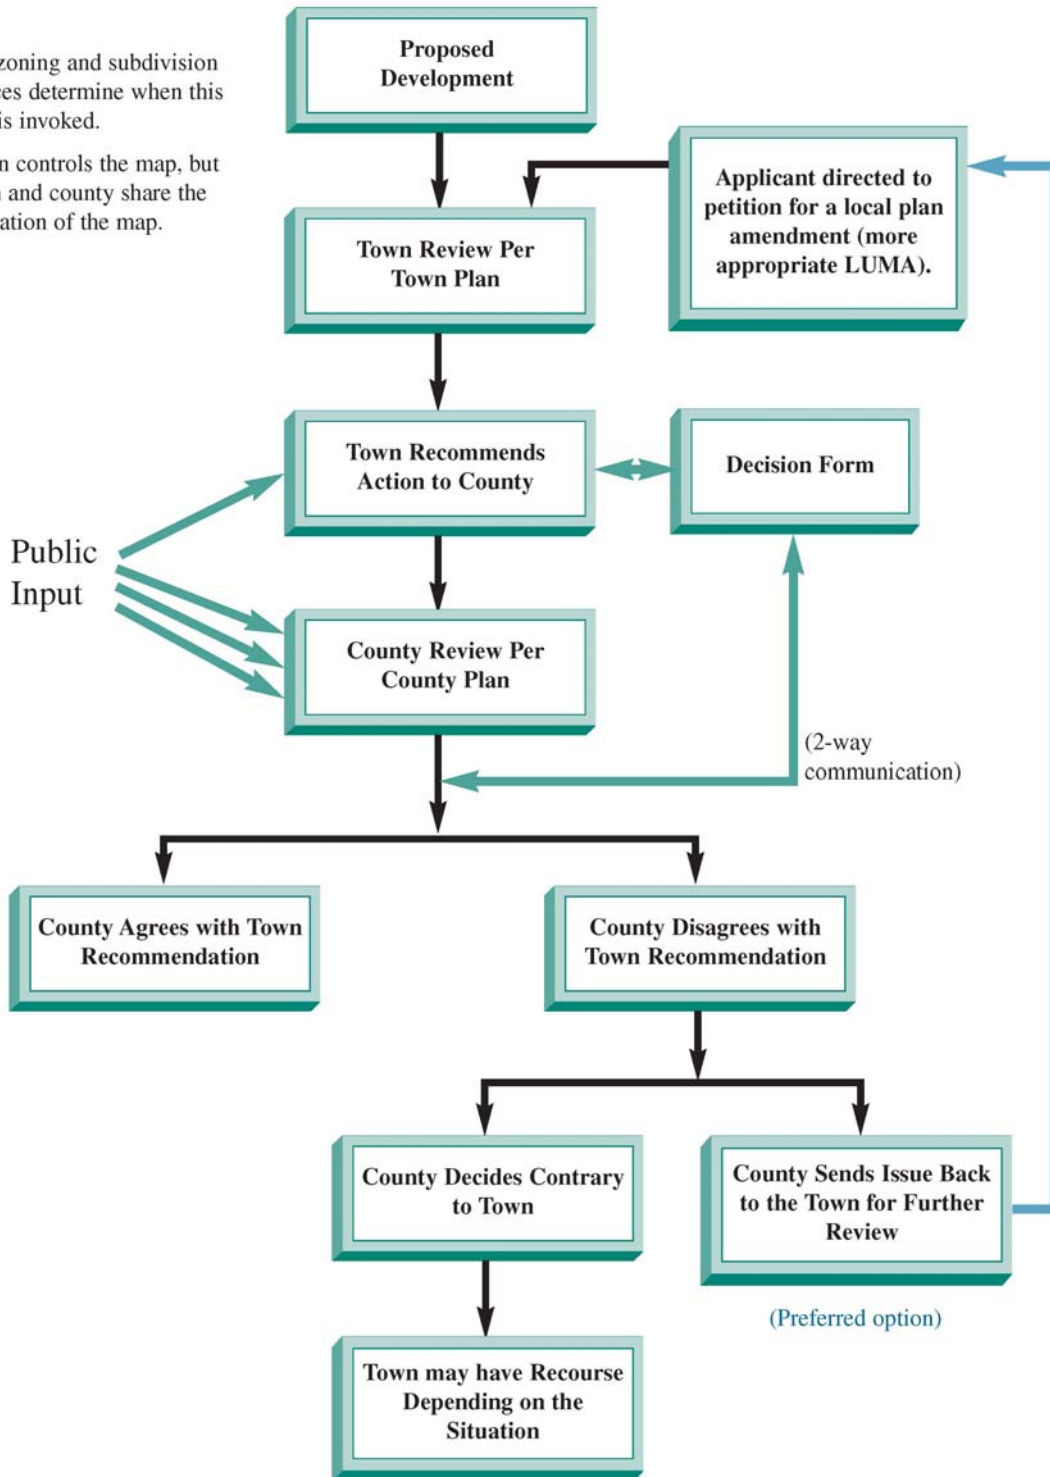 Proposed
Development
zoning and subdivision
determine when this
is invoked.
controls the map, but
and county share the
of the map.
Applicant directed to
petition for a local plan
amendment (more
appropriate LUMA).
Town Review Per
Town Plan
Town Recommends
Action to County
Decision Form
Public
Input
County Review Per
County Plan
(2-way
communication)
County Agrees with Town
Recommendation
County Disagrees with
Town Recommendation
County Decides Contrary
to Town
County Sends Issue Back
to the Town for Further
Review
(Preferred option)
Town may have Recourse
Depending on the
Situation